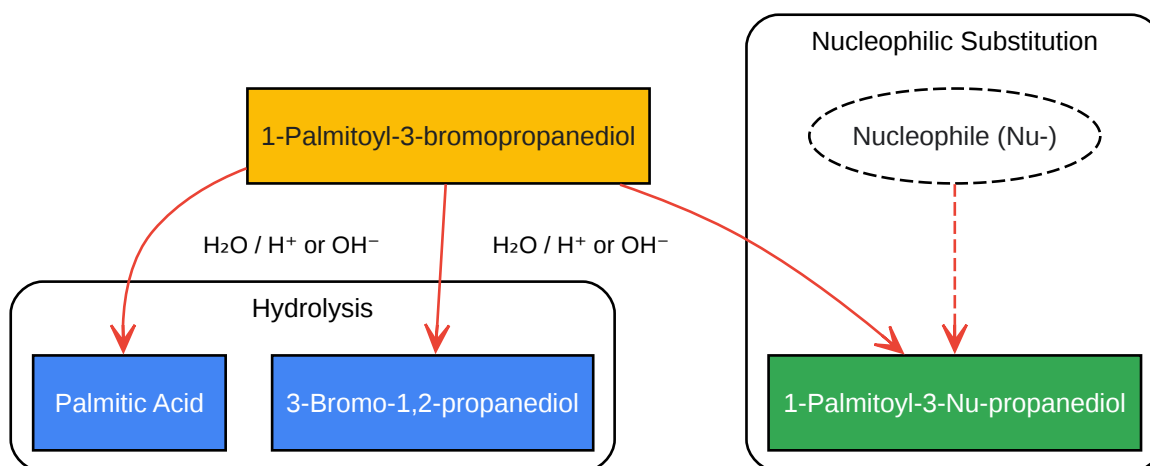 Nucleophilic Substitution
1-Palmitoyl-3-bromopropanediol
Nucleophile (Nu-)
H₂O / H⁺ or OH⁻
H₂O / H⁺ or OH⁻
Hydrolysis
Palmitic Acid
3-Bromo-1,2-propanediol
1-Palmitoyl-3-Nu-propanediol